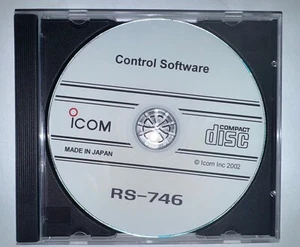 Control Software
ICOM
COMPACT
disc
MADE IN JAPAN
© Icom Inc 2002
RS-746